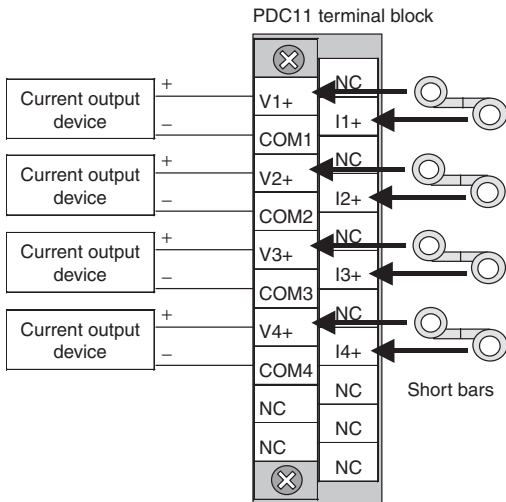 PDC11 terminal block
Current output
device
+
−
Current output
device
+
−
Current output
device
+
−
Current output
device
+
−
V1+
COM1
V2+
COM2
V3+
COM3
V4+
COM4
NC
NC
NC
I1+
NC
I2+
NC
I3+
NC
I4+
NC
NC
NC
Short bars